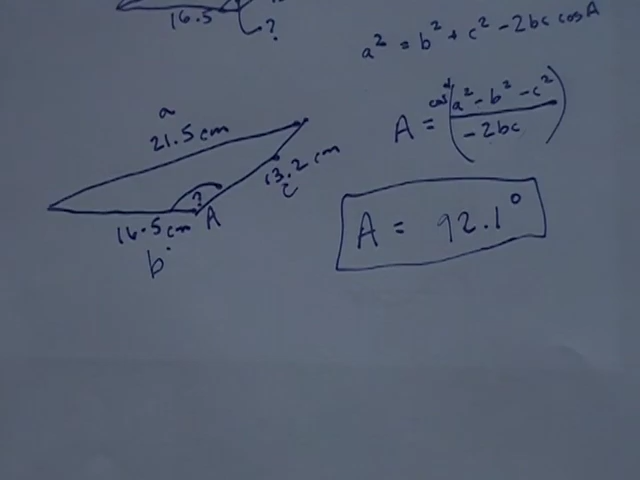 16.5
?
a² = b² + c² - 2bc cos A
a
21.5 cm
13.2 cm
c
?
A
16.5 cm
b
A = cos⁻¹(a² - b² - c² / -2bc)
A = 92.1°